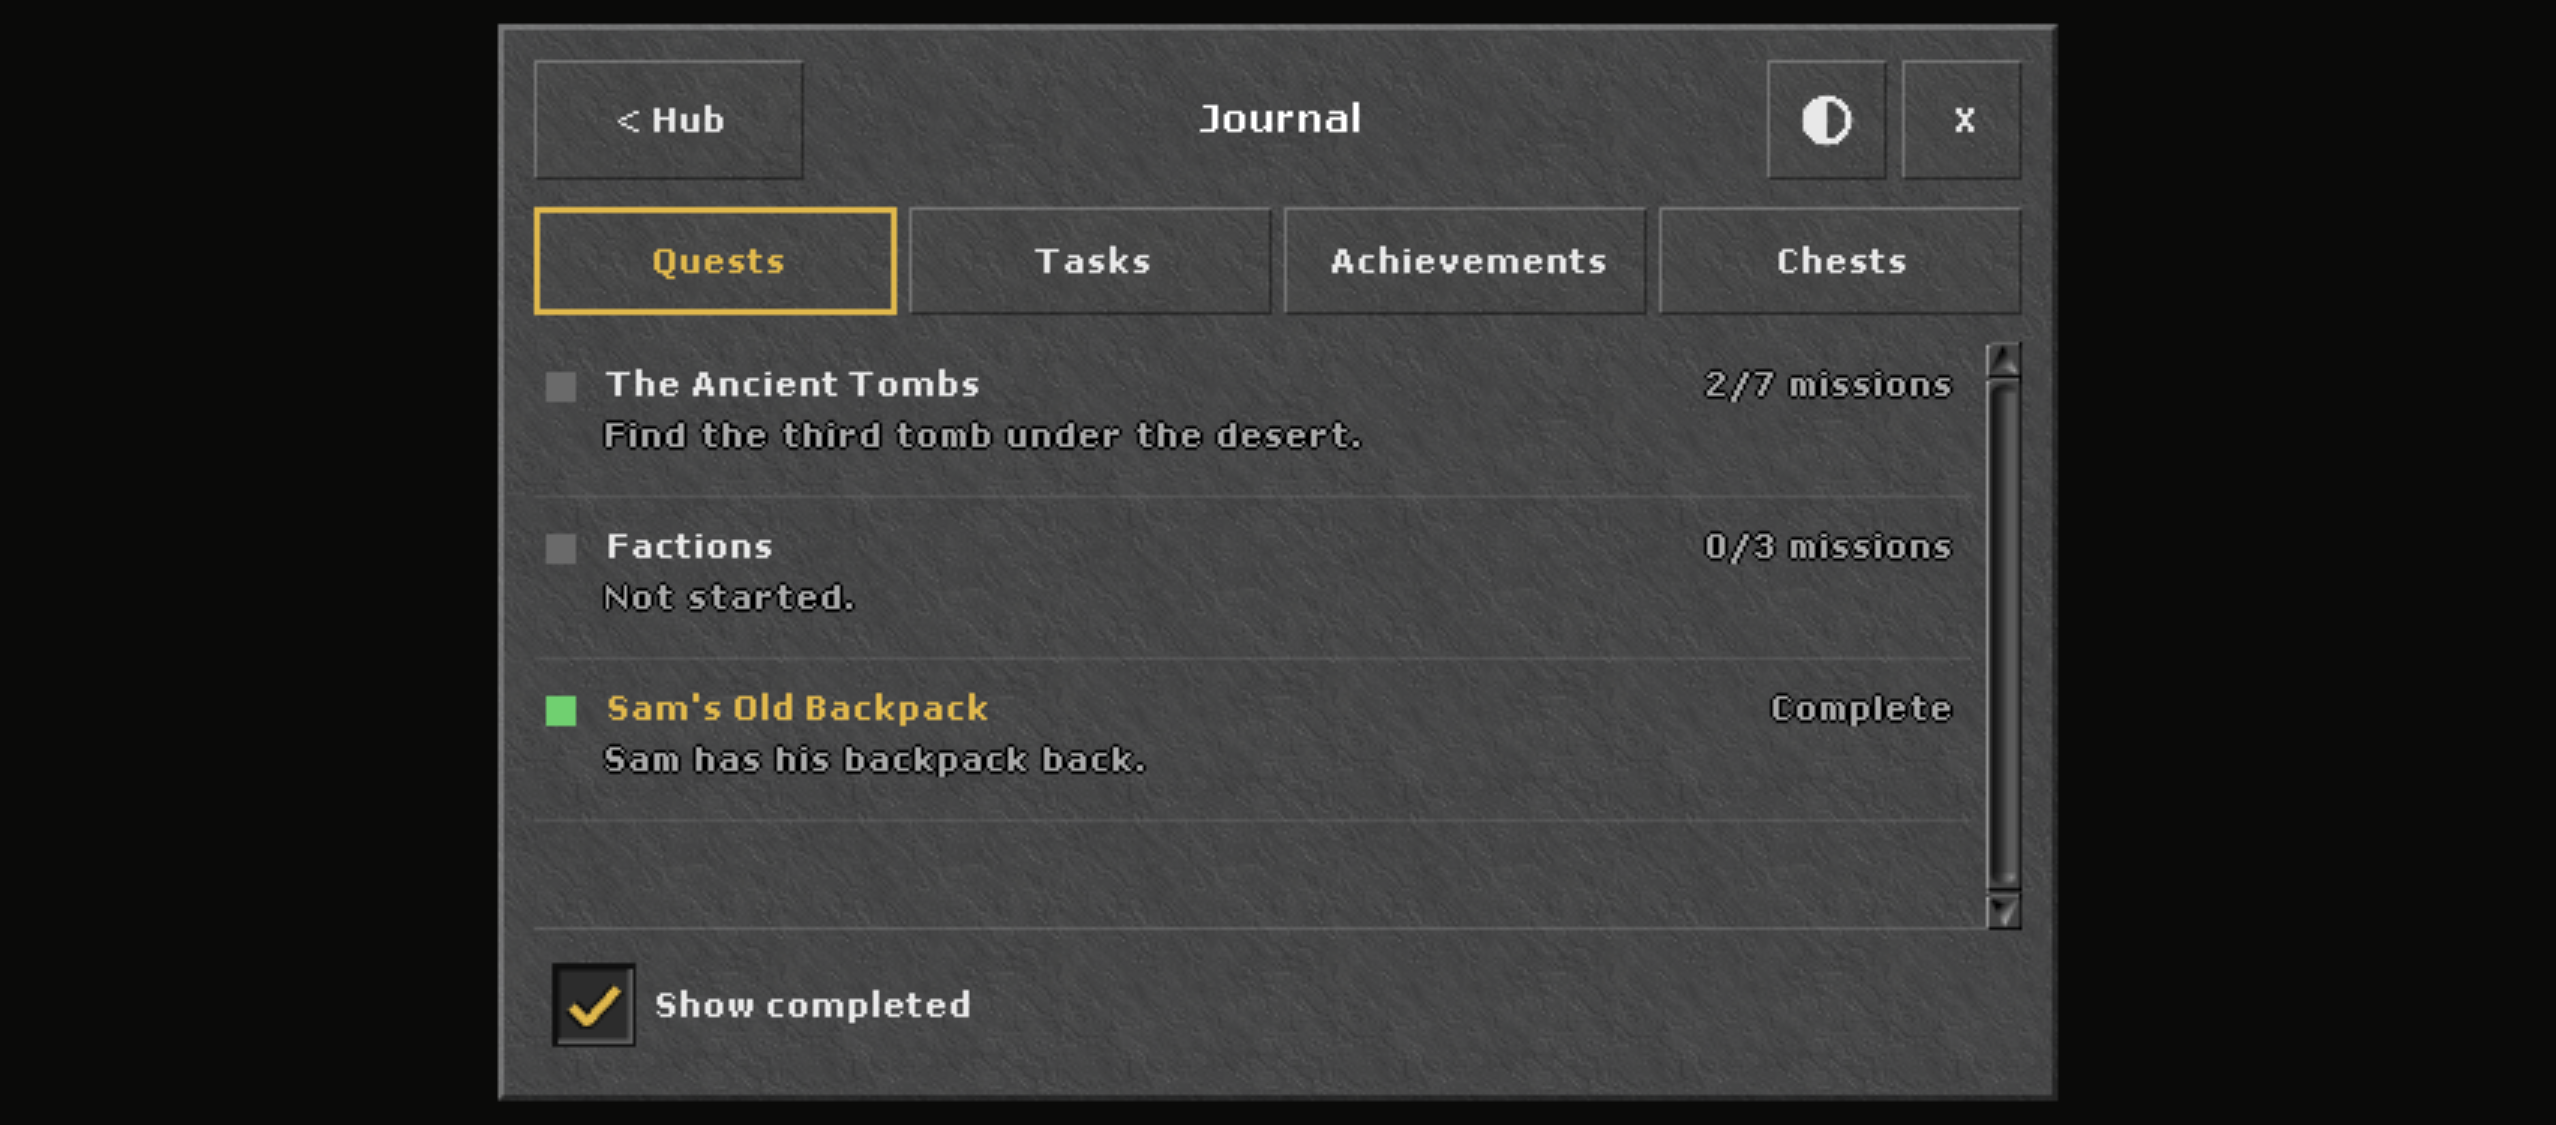 < Hub
Journal
x
Quests
Tasks
Achievements
Chests
The Ancient Tombs
2/7 missions
Find the third tomb under the desert.
Factions
0/3 missions
Not started.
Sam's Old Backpack
Complete
Sam has his backpack back.
Show completed